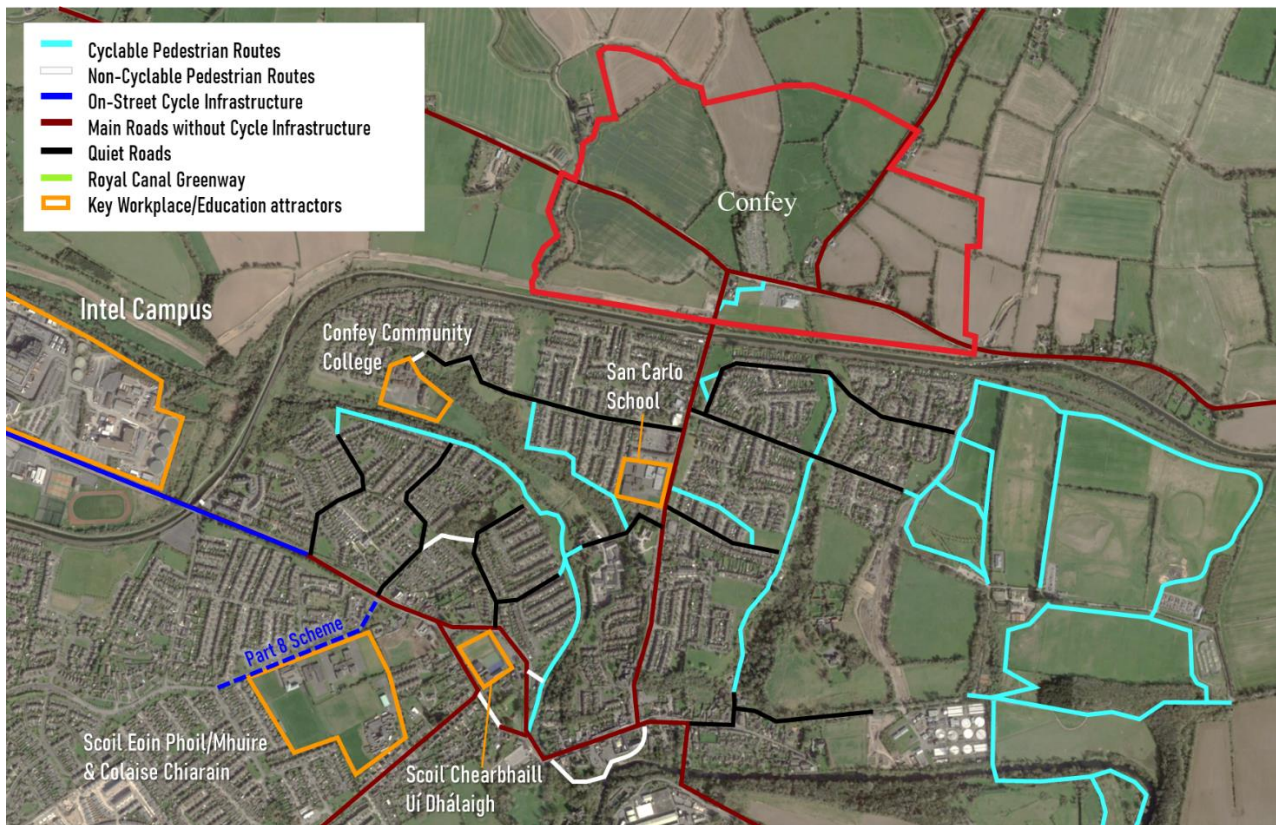 Cyclable Pedestrian Routes
Non-Cyclable Pedestrian Routes
On-Street Cycle Infrastructure
Main Roads without Cycle Infrastructure
Quiet Roads
Royal Canal Greenway
Key Workplace/Education attractors
Confey
Intel Campus
Confey Community
College
San Carlo
School
Part 8 Scheme
Scoil Eoin Phoil/Mhuire
& Colaise Chiarain
Scoil Chearbhaill
Uí Dhálaigh